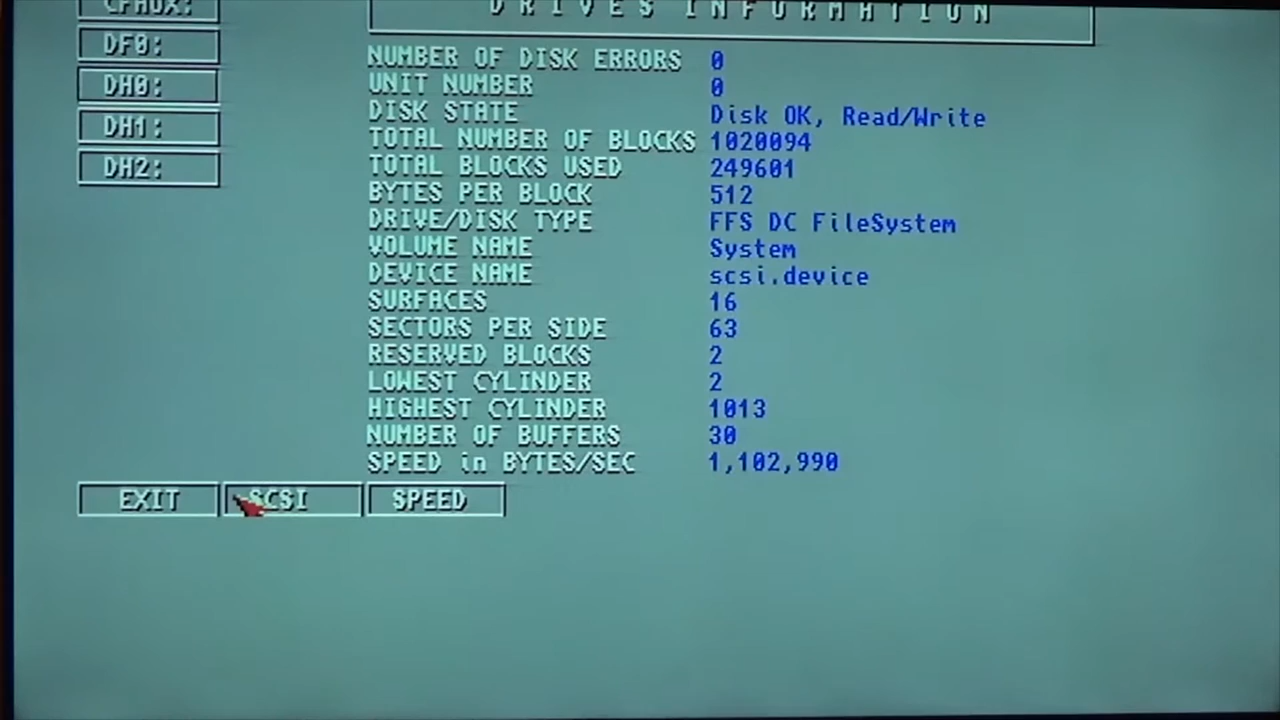 CFAUX:
DRIVES INFORMATION
DF0:
DH0:
DH1:
DH2:
NUMBER OF DISK ERRORS 0
UNIT NUMBER 0
DISK STATE Disk OK, Read/Write
TOTAL NUMBER OF BLOCKS 1020094
TOTAL BLOCKS USED 249601
BYTES PER BLOCK 512
DRIVE/DISK TYPE FFS DC FileSystem
VOLUME NAME System
DEVICE NAME scsi.device
SURFACES 16
SECTORS PER SIDE 63
RESERVED BLOCKS 2
LOWEST CYLINDER 2
HIGHEST CYLINDER 1013
NUMBER OF BUFFERS 30
SPEED in BYTES/SEC 1,102,990
EXIT SCSI SPEED